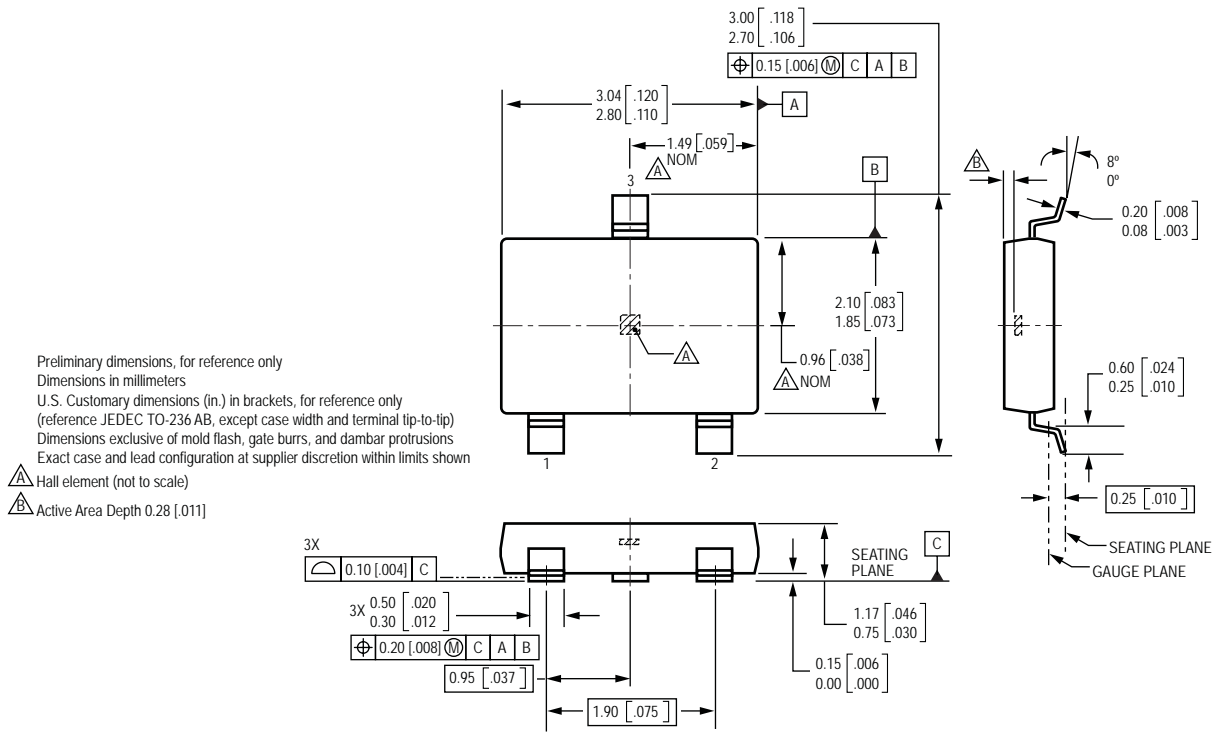 3.00 [ .118 ]
2.70 [ .106 ]
⌖ 0.15 [.006] Ⓜ C A B
3.04 [ .120 ]
2.80 [ .110 ]
A
1.49 [.059]
A NOM
3
B
B
8º
0º
0.20 [ .008 ]
0.08 [ .003 ]
2.10 [ .083 ]
1.85 [ .073 ]
A
0.96 [.038]
A NOM
0.60 [ .024 ]
0.25 [ .010 ]
Preliminary dimensions, for reference only
Dimensions in millimeters
U.S. Customary dimensions (in.) in brackets, for reference only
(reference JEDEC TO-236 AB, except case width and terminal tip-to-tip)
Dimensions exclusive of mold flash, gate burrs, and dambar protrusions
Exact case and lead configuration at supplier discretion within limits shown
A Hall element (not to scale)
B Active Area Depth 0.28 [.011]
1
2
0.25 [ .010 ]
SEATING PLANE
GAUGE PLANE
3X
⌓ 0.10 [.004] C
SEATING
PLANE
C
3X 0.50 [ .020 ]
0.30 [ .012 ]
⌖ 0.20 [.008] Ⓜ C A B
1.17 [ .046 ]
0.75 [ .030 ]
0.15 [ .006 ]
0.00 [ .000 ]
0.95 [ .037 ]
1.90 [ .075 ]